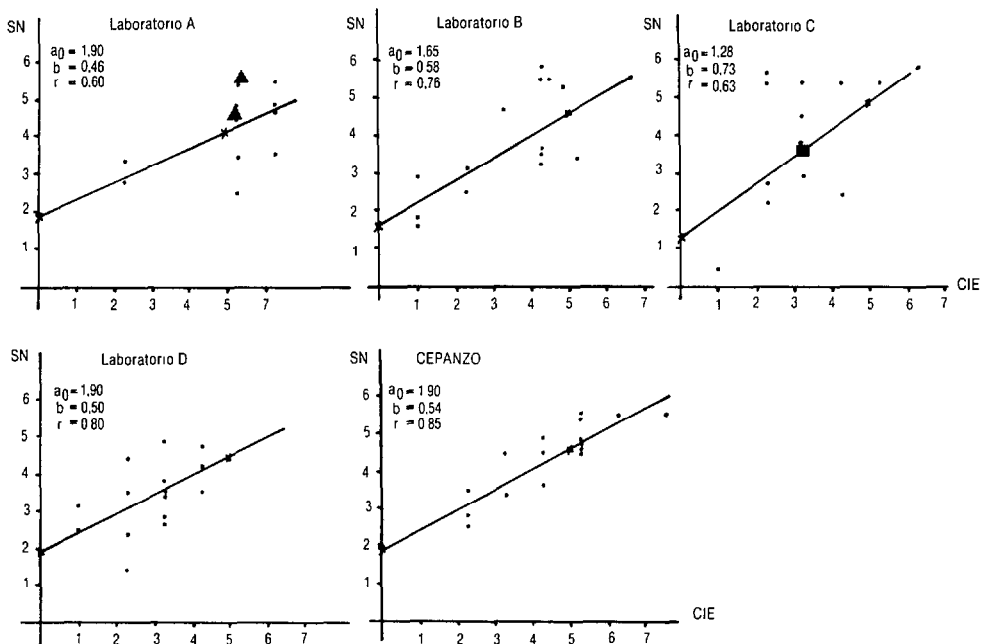 SN Laboratorio A
a0 = 1,90
b = 0,46
r = 0,60
6
5
4
3
2
1
1 2 3 4 5 7
SN Laboratorio B
a0 = 1,65
b = 0 58
r = 0,76
6
5
4
3
2
1
1 2 3 4 5 6 7
SN Laboratorio C
a0 = 1,28
b = 0,73
r = 0,63
6
5
4
3
2
1
1 2 3 4 5 6 7 CIE
SN Laboratorio D
a0 = 1,90
b = 0,50
r = 0 80
6
5
4
3
2
1
1 2 3 4 5 6 7
SN CEPANZO
a0 = 1 90
b = 0,54
r = 0,85
6
5
4
3
2
1
1 2 3 4 5 6 7
CIE